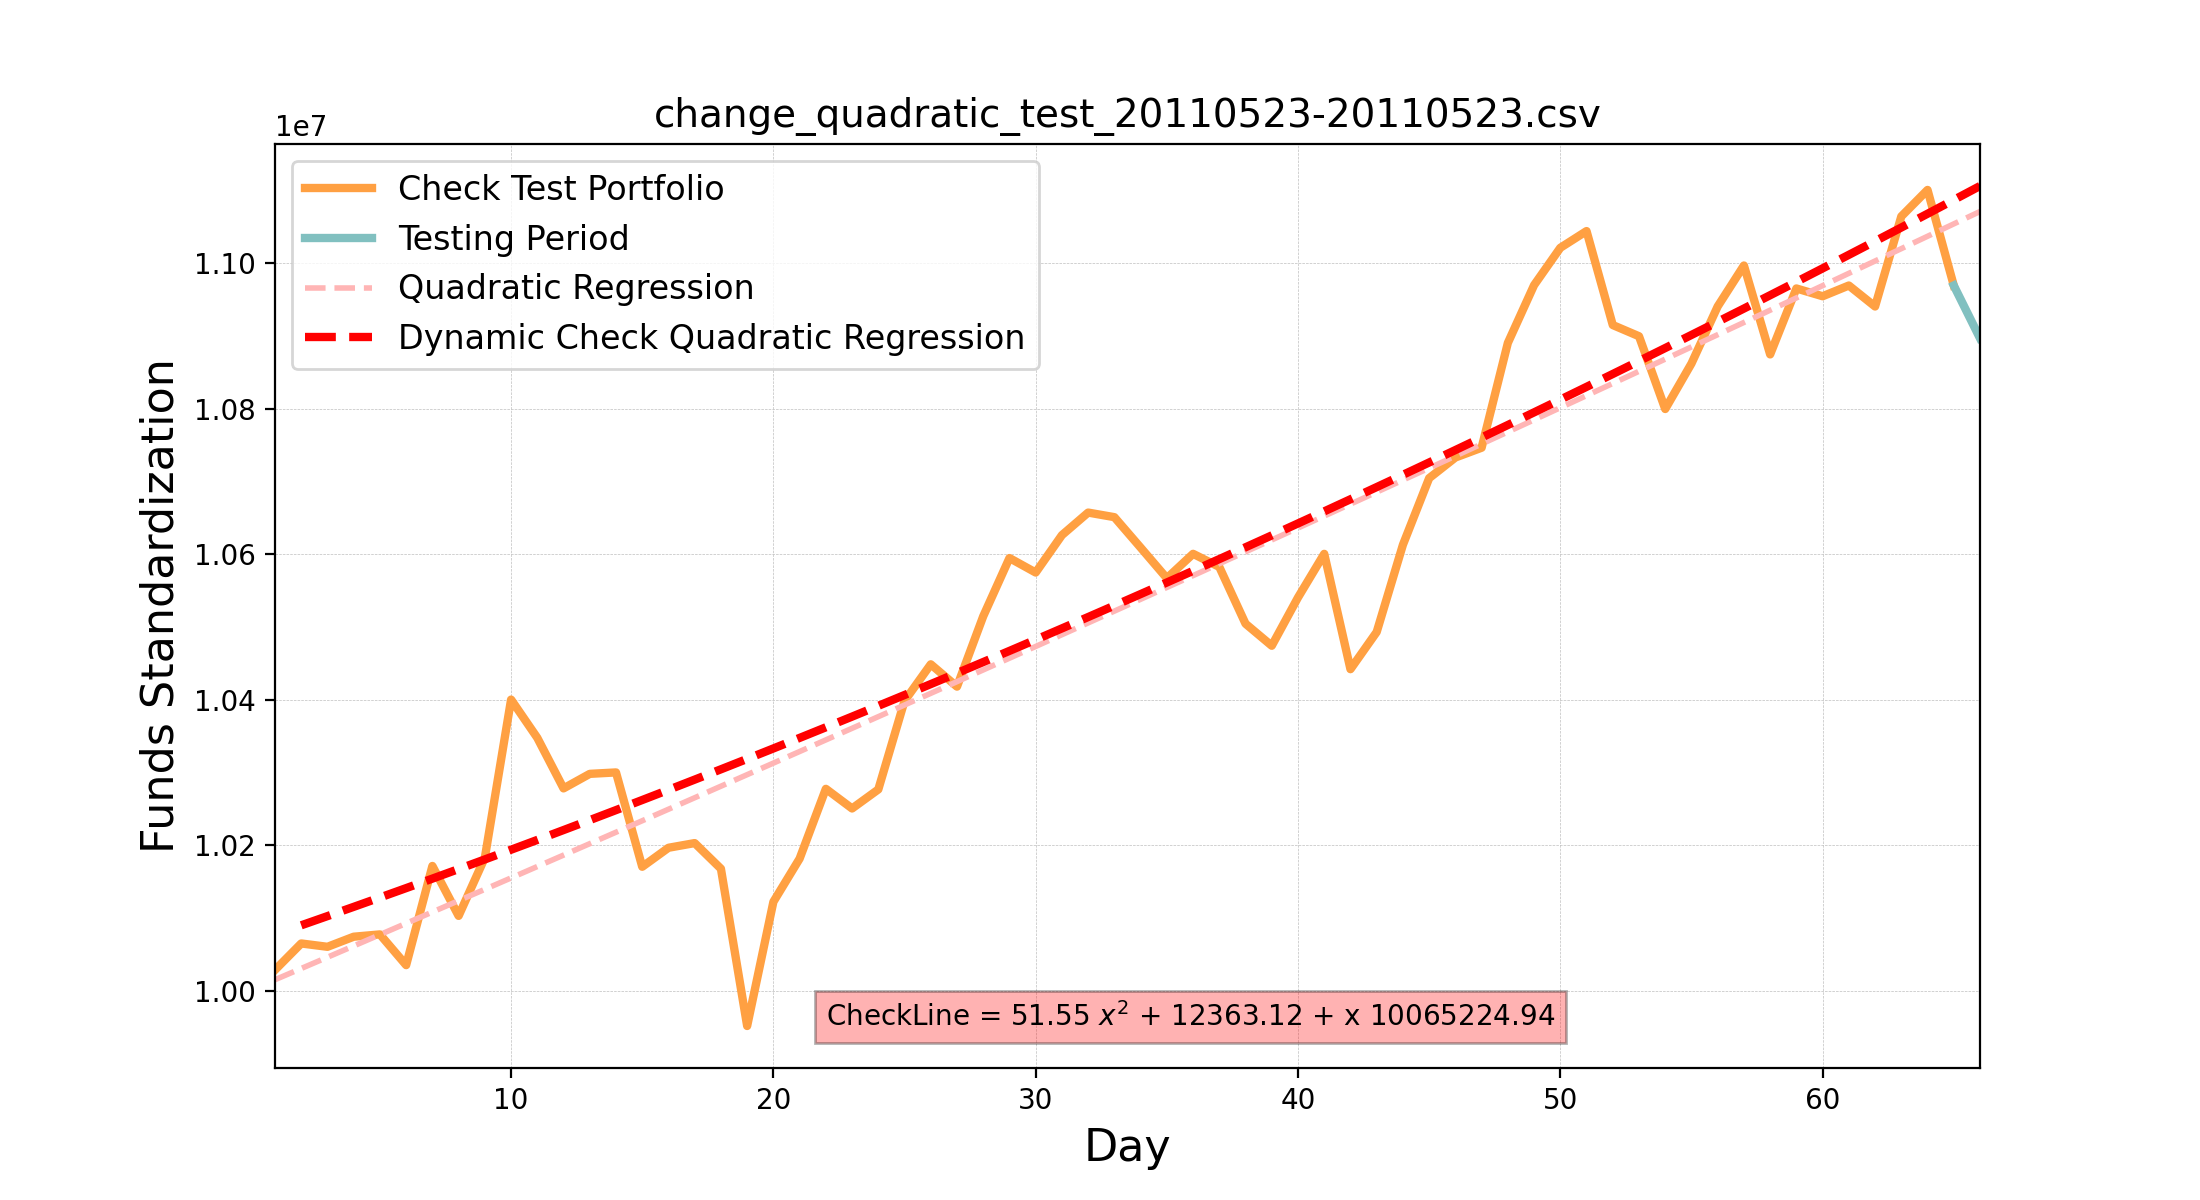 change_quadratic_test_20110523-20110523.csv
1e7
Check Test Portfolio
Testing Period
Quadratic Regression
Dynamic Check Quadratic Regression
Funds Standardization
1.10
1.08
1.06
1.04
1.02
1.00
CheckLine = 51.55 x² + 12363.12 + x 10065224.94
10 20 30 40 50 60
Day